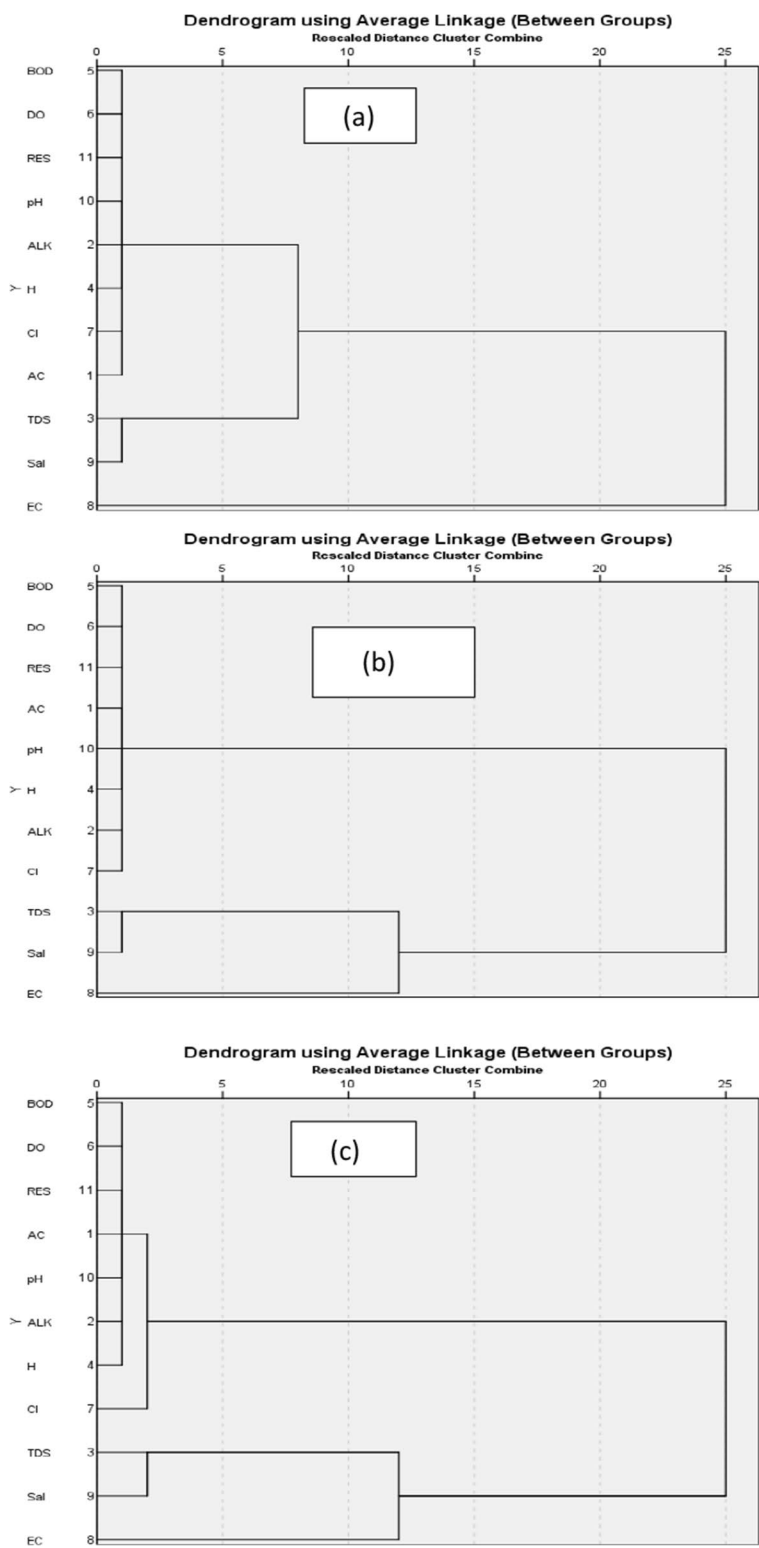 Dendrogram using Average Linkage (Between Groups)
Rescaled Distance Cluster Combine
0 5 10 15 20 25
(a)
BOD 5
DO 6
RES 11
pH 10
ALK 2
Y H 4
Cl 7
AC 1
TDS 3
Sal 9
EC 8
Dendrogram using Average Linkage (Between Groups)
Rescaled Distance Cluster Combine
0 5 10 15 20 25
BOD 5
DO 6
(b)
RES 11
AC 1
pH 10
Y H 4
ALK 2
Cl 7
TDS 3
Sal 9
EC 8
Dendrogram using Average Linkage (Between Groups)
Rescaled Distance Cluster Combine
0 5 10 15 20 25
BOD 5
DO 6
(c)
RES 11
AC 1
pH 10
Y ALK 2
H 4
Cl 7
TDS 3
Sal 9
EC 8